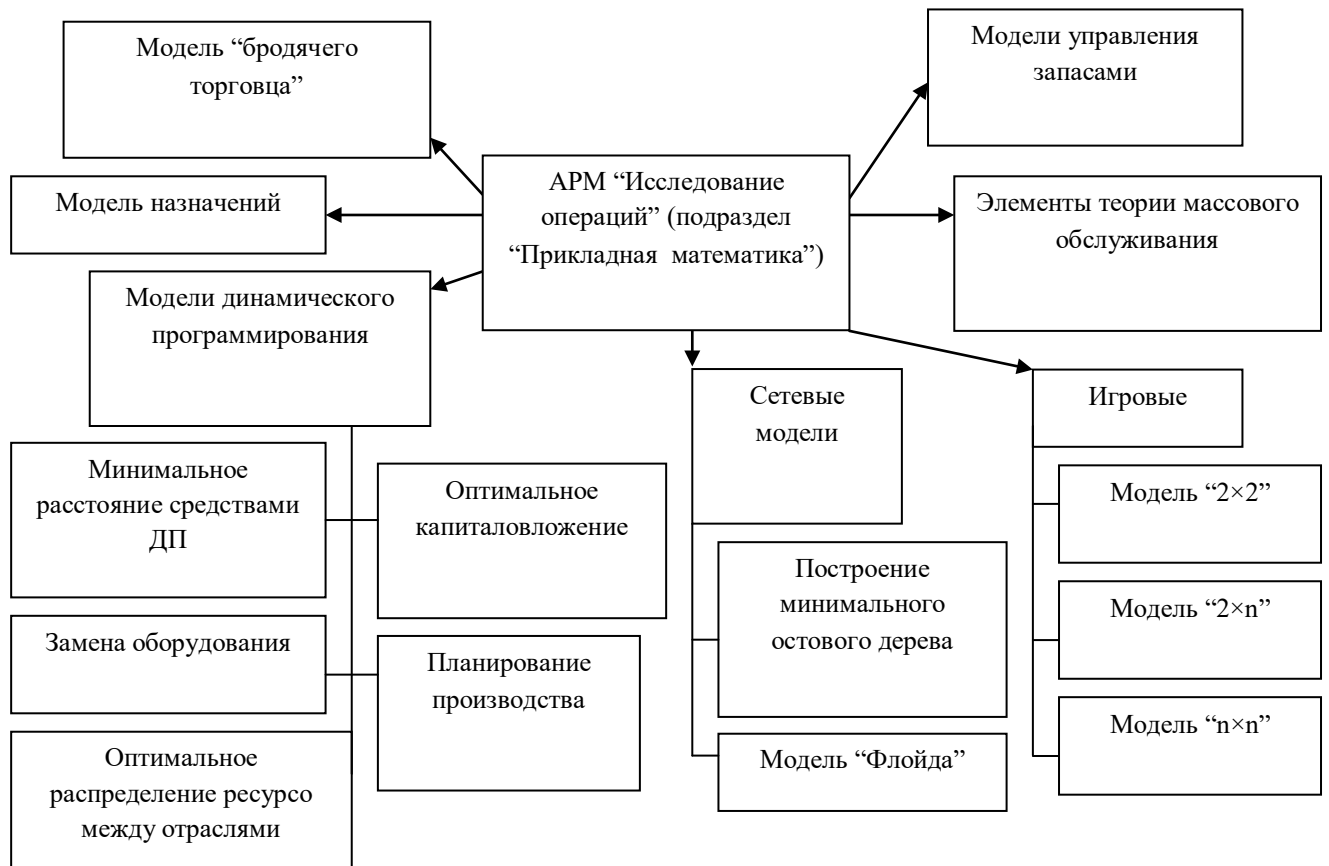 Модель “бродячего
торговца”
Модели управления
запасами
АРМ “Исследование
операций” (подраздел
“Прикладная математика”)
Модель назначений
Элементы теории массового
обслуживания
Модели динамического
программирования
Сетевые
модели
Игровые
Минимальное
расстояние средствами
ДП
Оптимальное
капиталовложение
Модель “2×2”
Построение
минимального
остового дерева
Модель “2×n”
Замена оборудования
Планирование
производства
Модель “n×n”
Оптимальное
распределение ресурсо
между отраслями
Модель “Флойда”